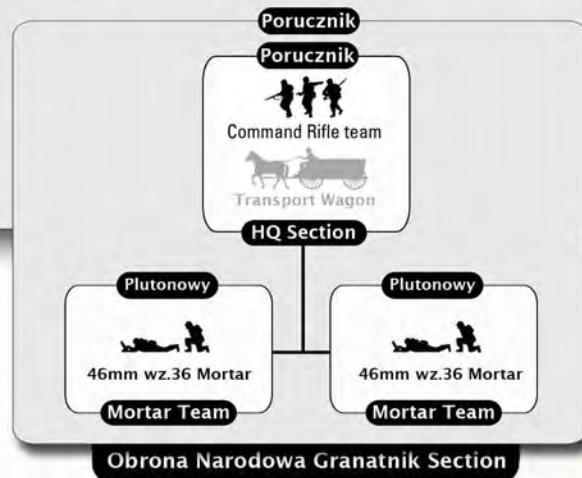 Porucznik
Porucznik
Command Rifle team
Transport Wagon
HQ Section
Plutonowy
46mm wz.36 Mortar
Mortar Team
Plutonowy
46mm wz.36 Mortar
Mortar Team
Obrona Narodowa Granatnik Section